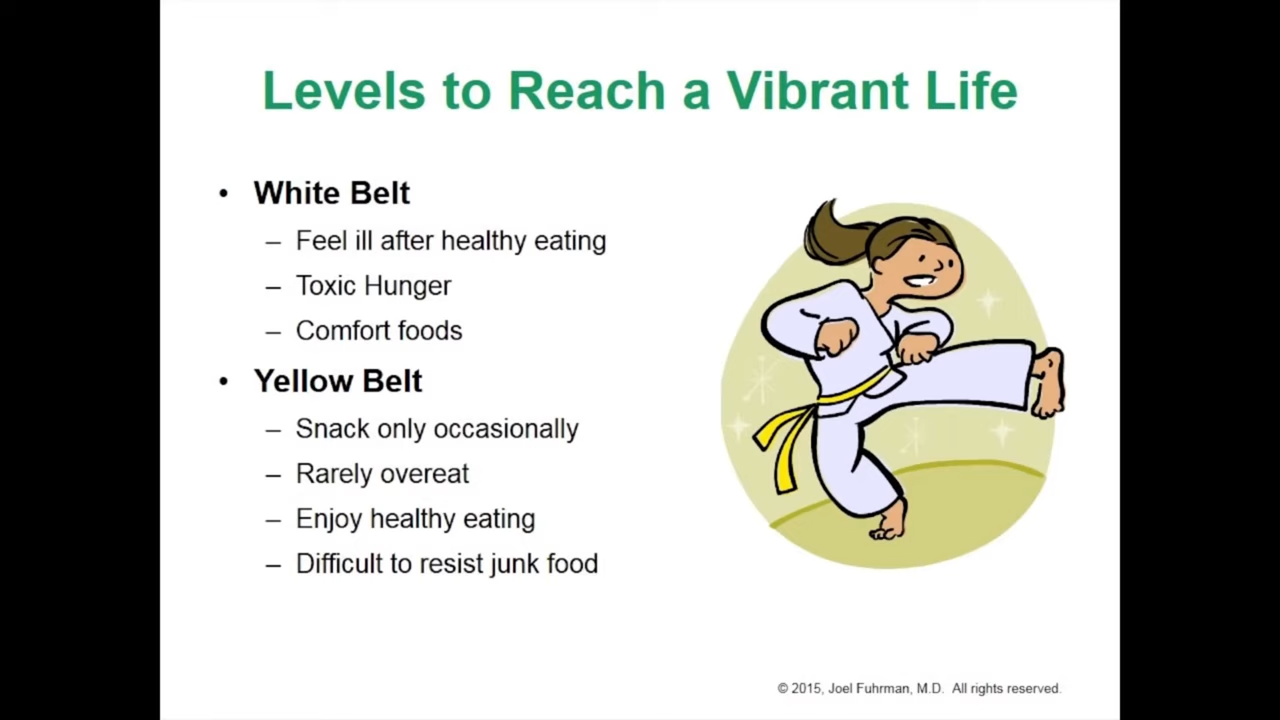 Levels to Reach a Vibrant Life
• White Belt
– Feel ill after healthy eating
– Toxic Hunger
– Comfort foods
• Yellow Belt
– Snack only occasionally
– Rarely overeat
– Enjoy healthy eating
– Difficult to resist junk food
© 2015, Joel Fuhrman, M.D. All rights reserved.